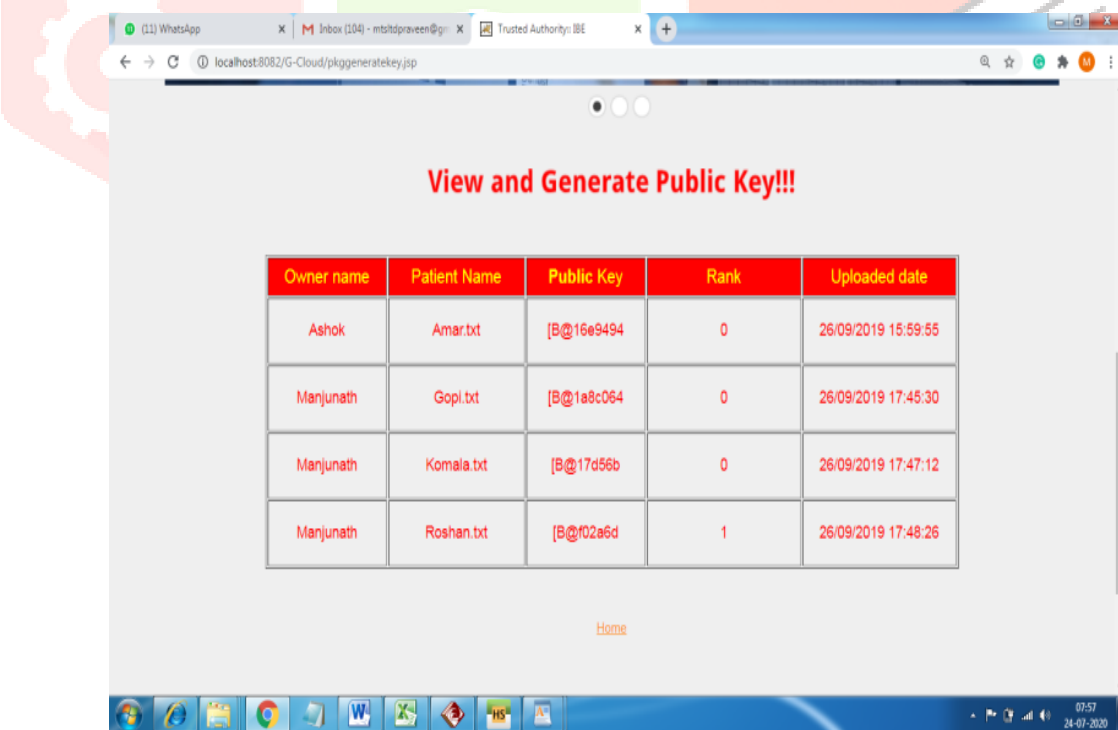 (11) WhatsApp
Inbox (104) - mtsltdpraveen@gm
Trusted Authority:: IBE
localhost:8082/G-Cloud/pkggeneratekey.jsp
View and Generate Public Key!!!
Owner name Patient Name Public Key Rank Uploaded date
Ashok Amar.txt [B@16e9494 0 26/09/2019 15:59:55
Manjunath Gopi.txt [B@1a8c064 0 26/09/2019 17:45:30
Manjunath Komala.txt [B@17d56b 0 26/09/2019 17:47:12
Manjunath Roshan.txt [B@f02a6d 1 26/09/2019 17:48:26
Home
HS
07:57
24-07-2020